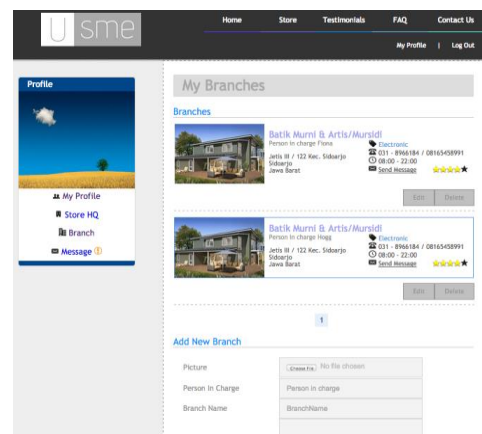 Usme
Home Store Testimonials FAQ Contact Us
My Profile | Log Out
Profile
My Profile
Store HQ
Branch
Message
My Branches
Branches
Batik Murni & Artis/Mursidi
Person in charge Fiona
Jetis III / 122 Kec. Sidoarjo
Sidoarjo
Jawa Barat
Electronic
031 - 8966184 / 08165458991
08:00 - 22:00
Send Message
Edit Delete
Batik Murni & Artis/Mursidi
Person in charge Hogg
Jetis III / 122 Kec. Sidoarjo
Sidoarjo
Jawa Barat
Electronic
031 - 8966184 / 08165458991
08:00 - 22:00
Send Message
Edit Delete
1
Add New Branch
Picture Choose File No file chosen
Person In Charge Person in charge
Branch Name BranchName